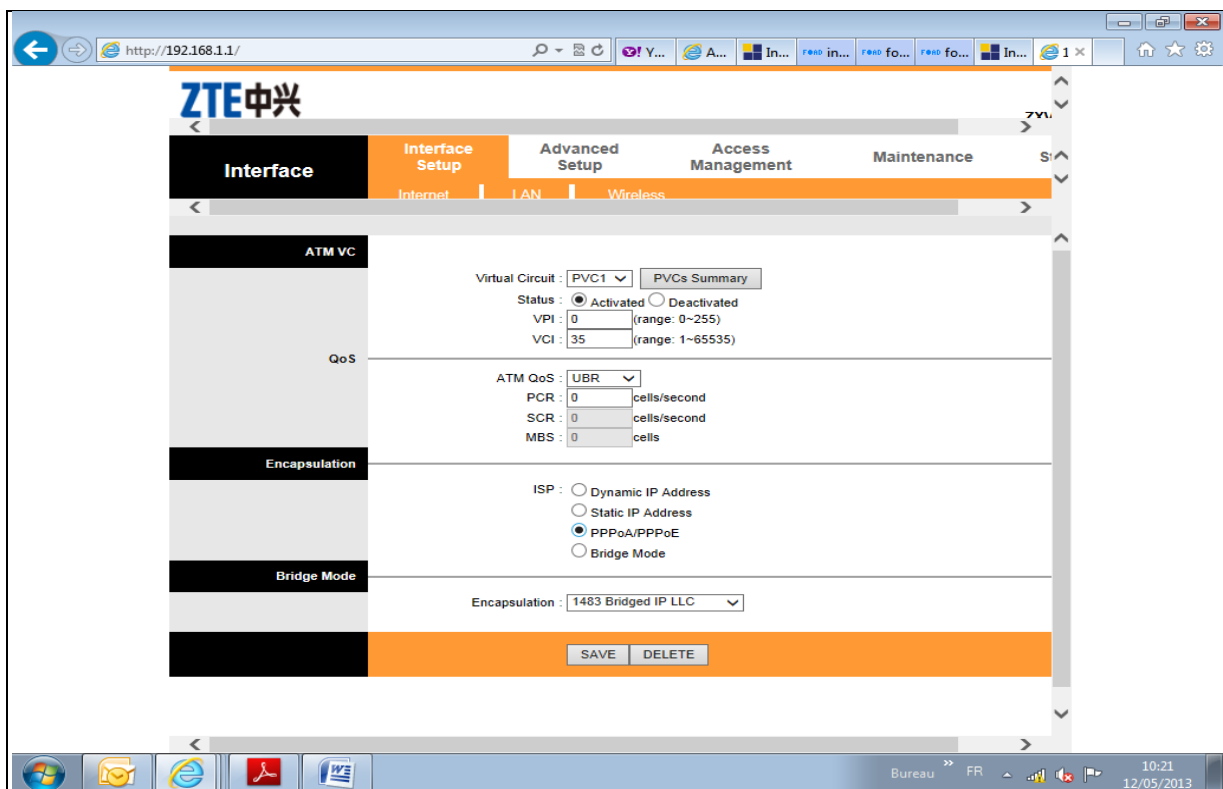 http://192.168.1.1/
Y... A... In... in... fo... fo... In... 1
ZTE中兴
Interface
Interface Setup
Advanced Setup
Access Management
Maintenance
Internet LAN Wireless
ATM VC
Virtual Circuit : PVC1 PVCs Summary
Status : Activated Deactivated
VPI : 0 (range: 0~255)
VCI : 35 (range: 1~65535)
QoS
ATM QoS : UBR
PCR : 0 cells/second
SCR : 0 cells/second
MBS : 0 cells
Encapsulation
ISP : Dynamic IP Address
Static IP Address
PPPoA/PPPoE
Bridge Mode
Bridge Mode
Encapsulation : 1483 Bridged IP LLC
SAVE DELETE
Bureau FR 10:21
12/05/2013